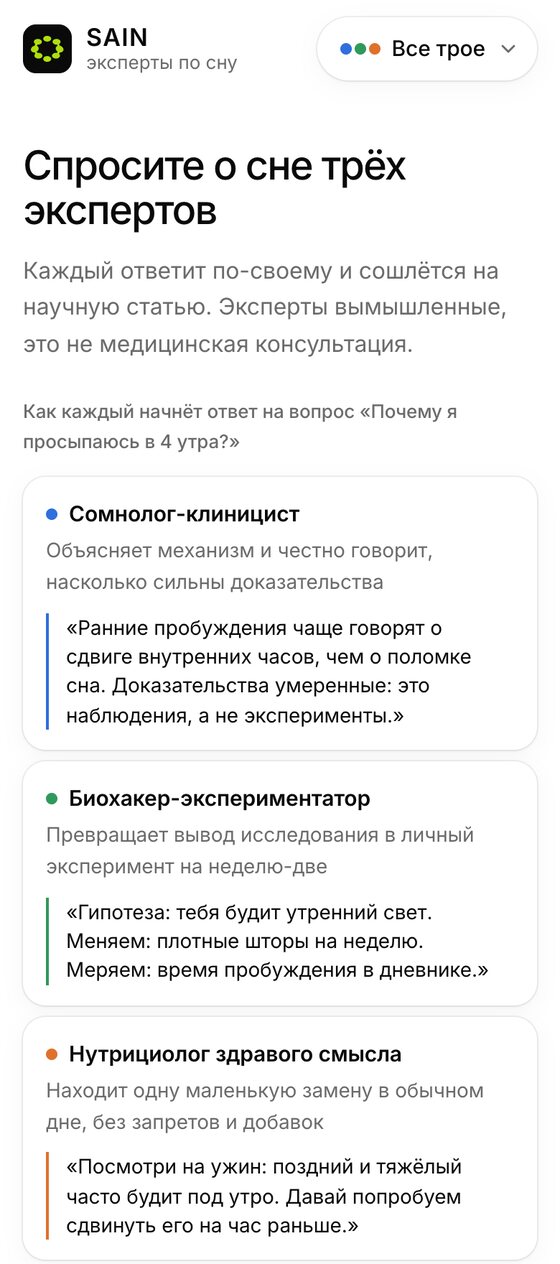 SAIN
эксперты по сну
Все трое
Спросите о сне трёх
экспертов
Каждый ответит по-своему и сошлётся на
научную статью. Эксперты вымышленные,
это не медицинская консультация.
Как каждый начнёт ответ на вопрос «Почему я
просыпаюсь в 4 утра?»
Сомнолог-клиницист
Объясняет механизм и честно говорит,
насколько сильны доказательства
«Ранние пробуждения чаще говорят о
сдвиге внутренних часов, чем о поломке
сна. Доказательства умеренные: это
наблюдения, а не эксперименты.»
Биохакер-экспериментатор
Превращает вывод исследования в личный
эксперимент на неделю-две
«Гипотеза: тебя будит утренний свет.
Меняем: плотные шторы на неделю.
Меряем: время пробуждения в дневнике.»
Нутрициолог здравого смысла
Находит одну маленькую замену в обычном
дне, без запретов и добавок
«Посмотри на ужин: поздний и тяжёлый
часто будит под утро. Давай попробуем
сдвинуть его на час раньше.»